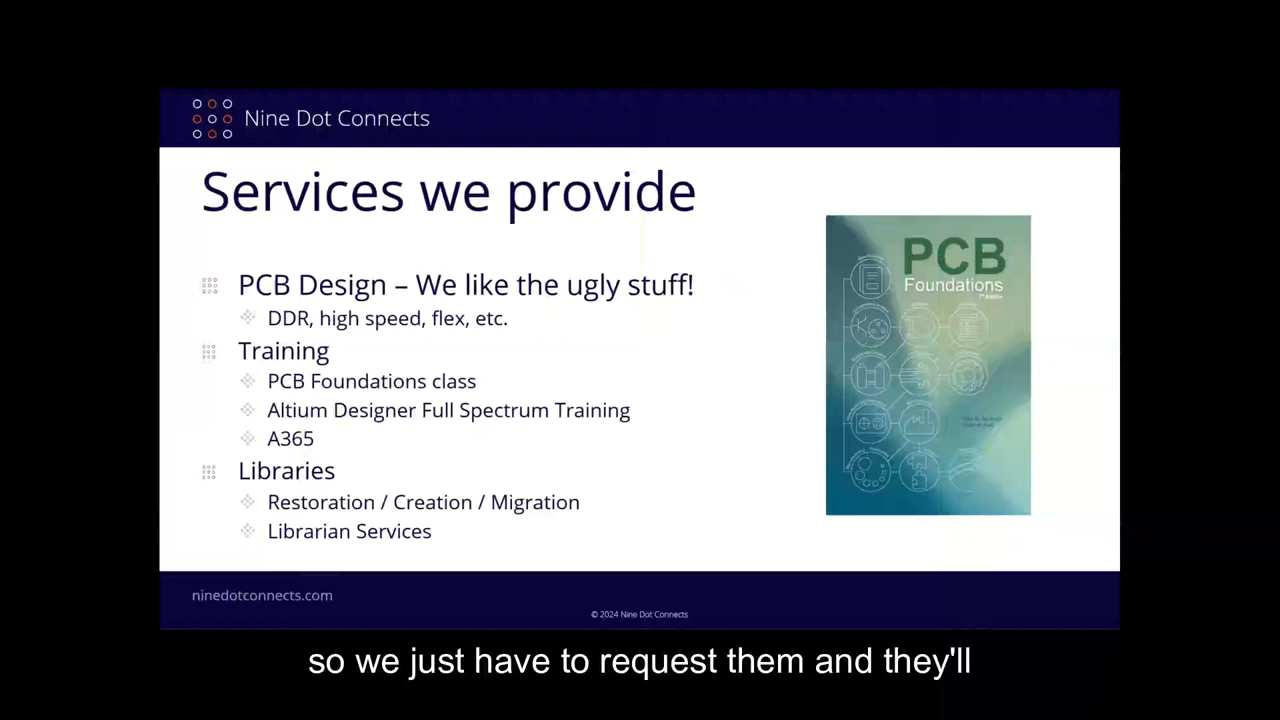 Nine Dot Connects
Services we provide
PCB Design – We like the ugly stuff!
DDR, high speed, flex, etc.
Training
PCB Foundations class
Altium Designer Full Spectrum Training
A365
Libraries
Restoration / Creation / Migration
Librarian Services
PCB
Foundations
ninedotconnects.com
© 2024 Nine Dot Connects
so we just have to request them and they'll